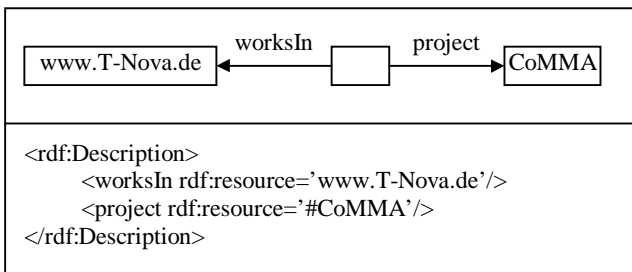 worksIn project
www.T-Nova.de CoMMA
<rdf:Description>
<worksIn rdf:resource=’www.T-Nova.de’/>
<project rdf:resource=’#CoMMA’/>
</rdf:Description>